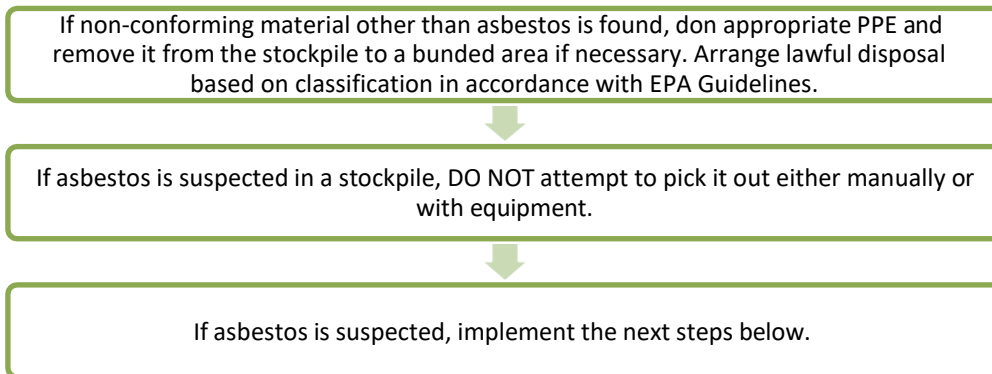 If non-conforming material other than asbestos is found, don appropriate PPE and
remove it from the stockpile to a bunded area if necessary. Arrange lawful disposal
based on classification in accordance with EPA Guidelines.
If asbestos is suspected in a stockpile, DO NOT attempt to pick it out either manually or
with equipment.
If asbestos is suspected, implement the next steps below.